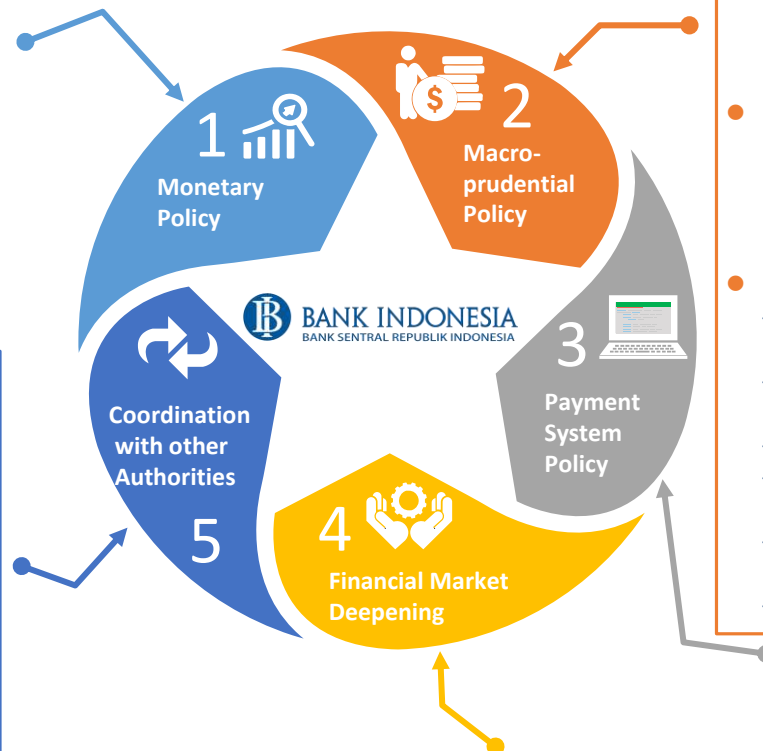 1
Monetary
Policy
$
2
Macro-
prudential
Policy
BANK INDONESIA
BANK SENTRAL REPUBLIK INDONESIA
3
Payment
System
Policy
4
Financial Market
Deepening
Coordination
with other
Authorities
5